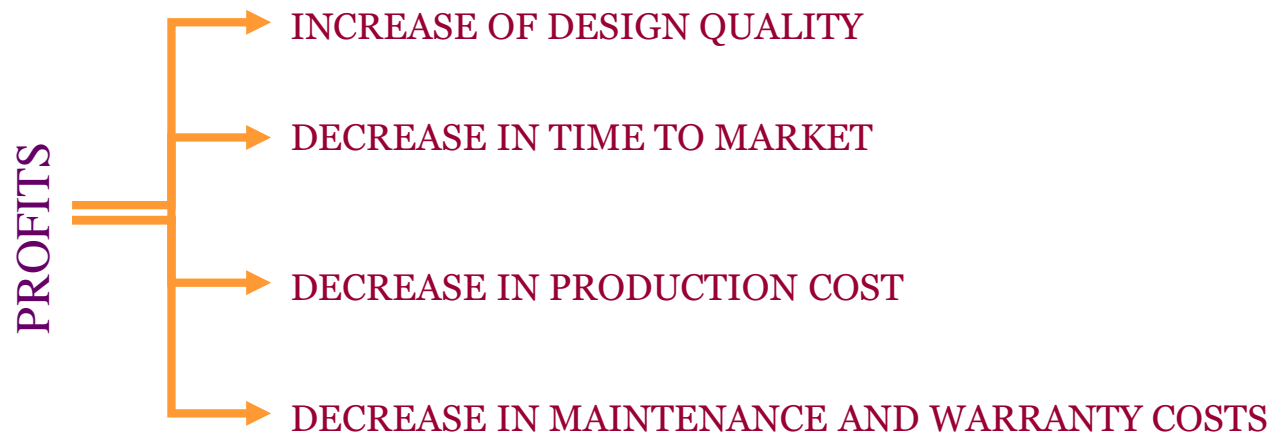 PROFITS
INCREASE OF DESIGN QUALITY
DECREASE IN TIME TO MARKET
DECREASE IN PRODUCTION COST
DECREASE IN MAINTENANCE AND WARRANTY COSTS